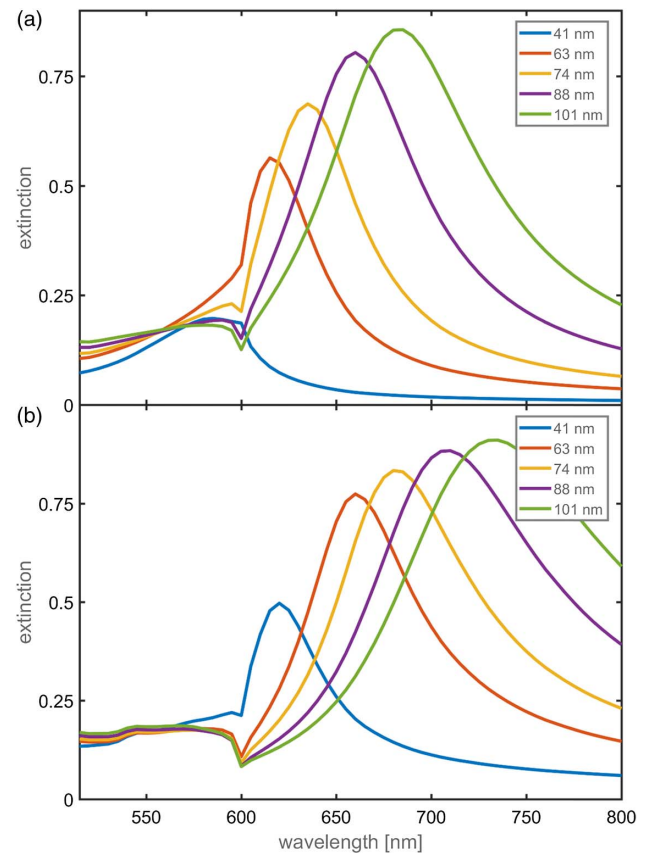 (a)
extinction
0.75
0.5
0.25
0
41 nm
63 nm
74 nm
88 nm
101 nm
(b)
extinction
0.75
0.5
0.25
0
41 nm
63 nm
74 nm
88 nm
101 nm
550 600 650 700 750 800
wavelength [nm]